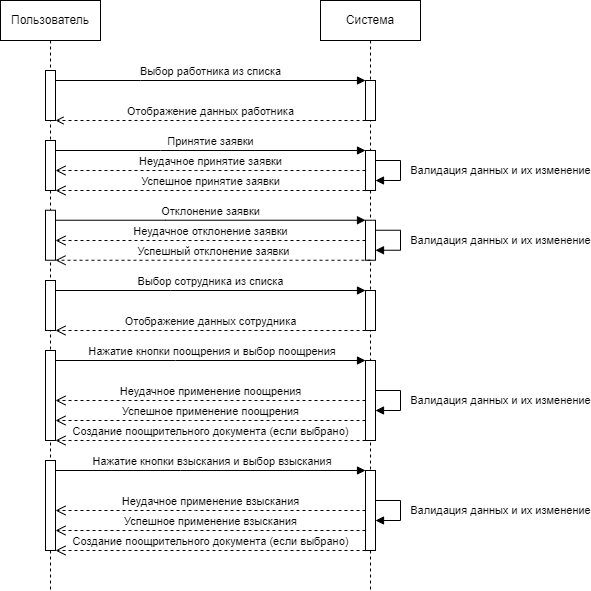 Пользователь
Система
Выбор работника из списка
Отображение данных работника
Принятие заявки
Неудачное принятие заявки
Валидация данных и их изменение
Успешное принятие заявки
Отклонение заявки
Неудачное отклонение заявки
Валидация данных и их изменение
Успешный отклонение заявки
Выбор сотрудника из списка
Отображение данных сотрудника
Нажатие кнопки поощрения и выбор поощрения
Неудачное применение поощрения
Валидация данных и их изменение
Успешное применение поощрения
Создание поощрительного документа (если выбрано)
Нажатие кнопки взыскания и выбор взыскания
Неудачное применение взыскания
Валидация данных и их изменение
Успешное применение взыскания
Создание поощрительного документа (если выбрано)